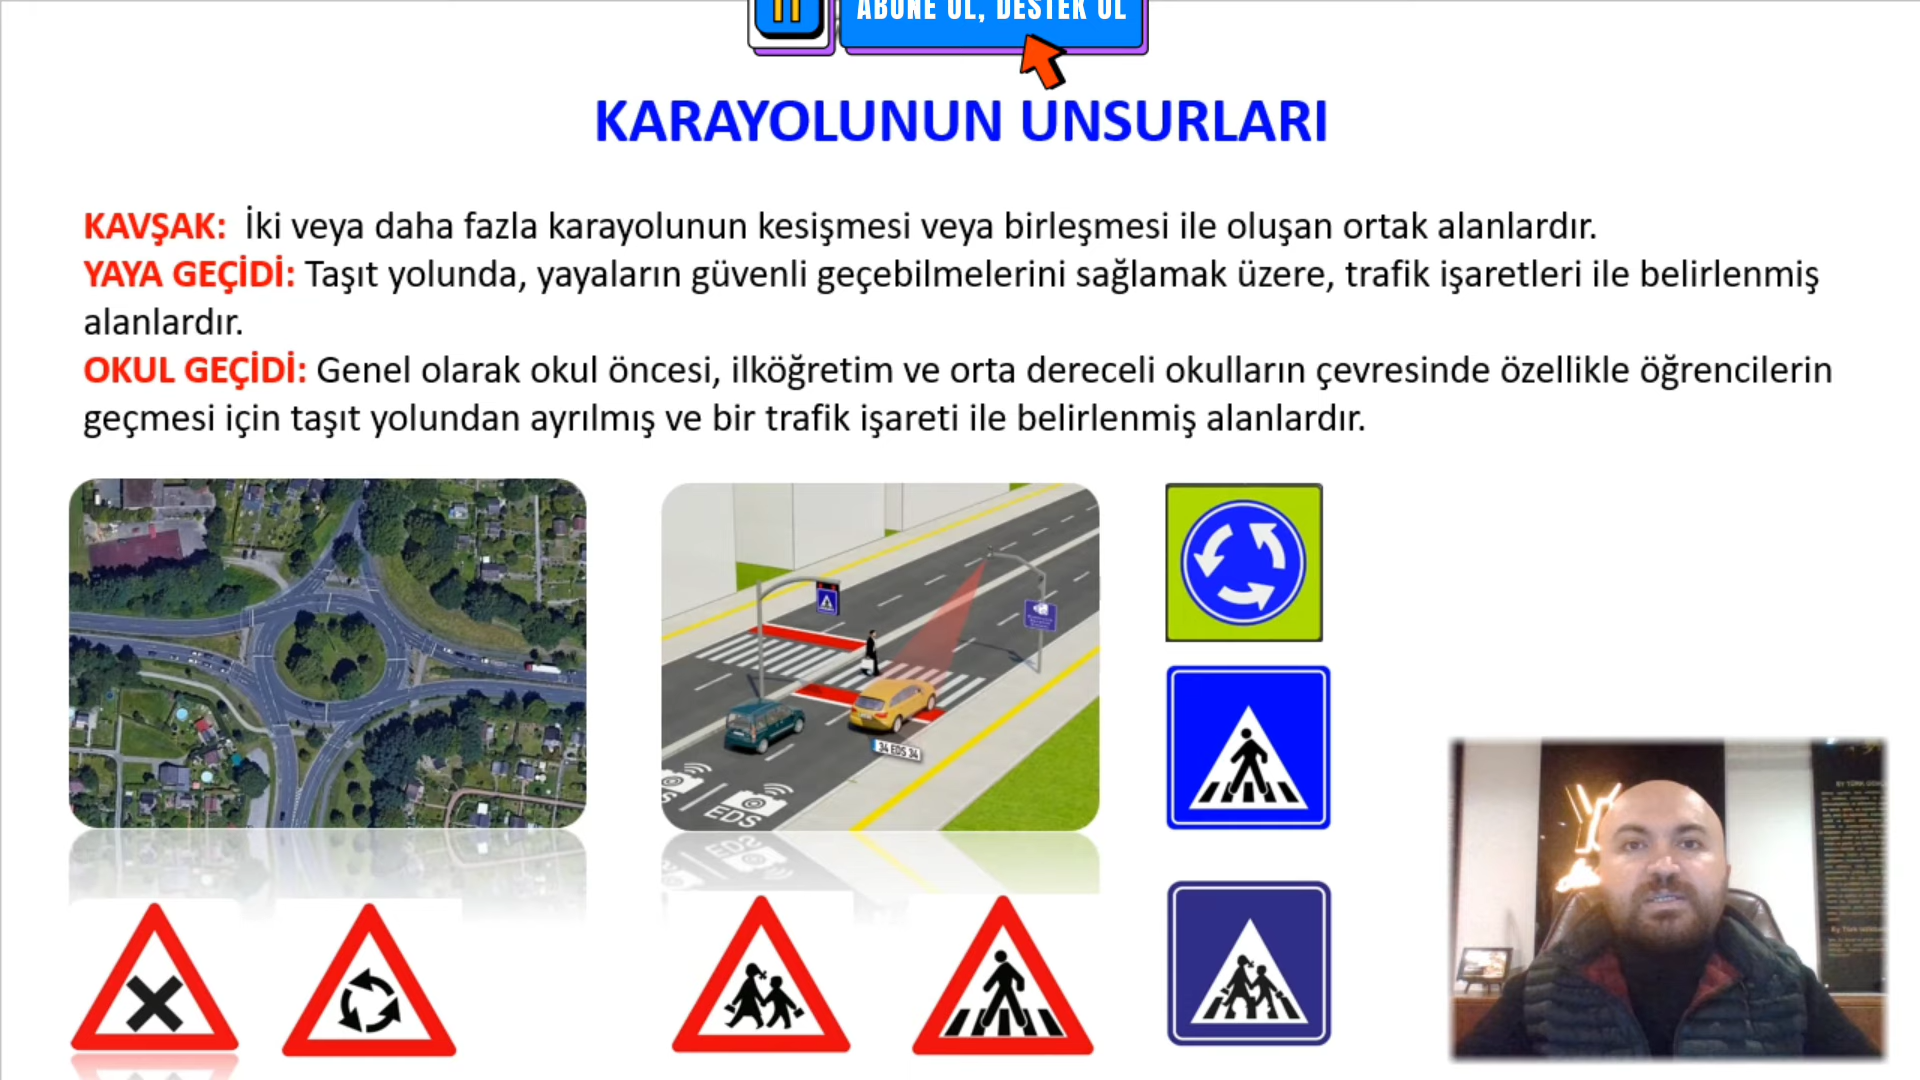 ABONE OL, DESTEK OL
KARAYOLUNUN UNSURLARI
KAVŞAK: İki veya daha fazla karayolunun kesişmesi veya birleşmesi ile oluşan ortak alanlardır.
YAYA GEÇİDİ: Taşıt yolunda, yayaların güvenli geçebilmelerini sağlamak üzere, trafik işaretleri ile belirlenmiş
alanlardır.
OKUL GEÇİDİ: Genel olarak okul öncesi, ilköğretim ve orta dereceli okulların çevresinde özellikle öğrencilerin
geçmesi için taşıt yolundan ayrılmış ve bir trafik işareti ile belirlenmiş alanlardır.
34 EDS 34
EDS